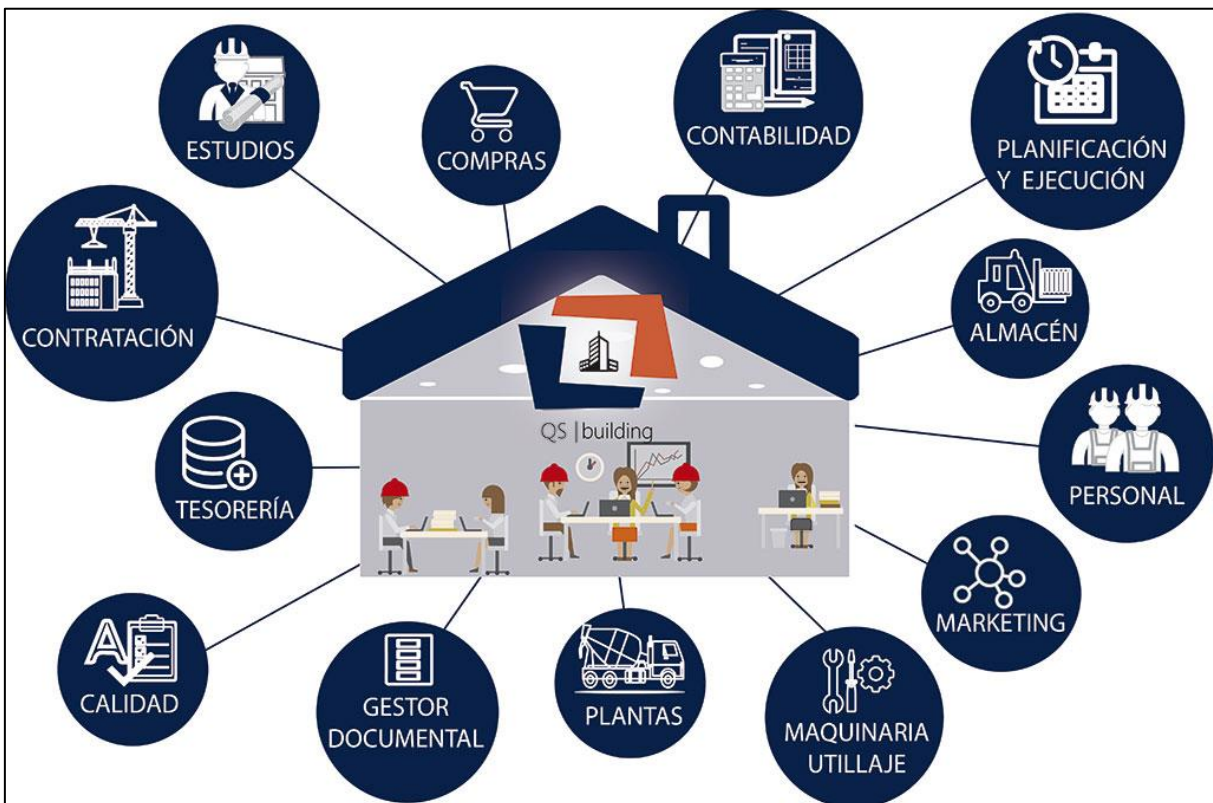 ESTUDIOS
COMPRAS
CONTABILIDAD
PLANIFICACIÓN
Y EJECUCIÓN
CONTRATACIÓN
ALMACÉN
QS |building
TESORERÍA
PERSONAL
MARKETING
CALIDAD
GESTOR
DOCUMENTAL
PLANTAS
MAQUINARIA
UTILLAJE